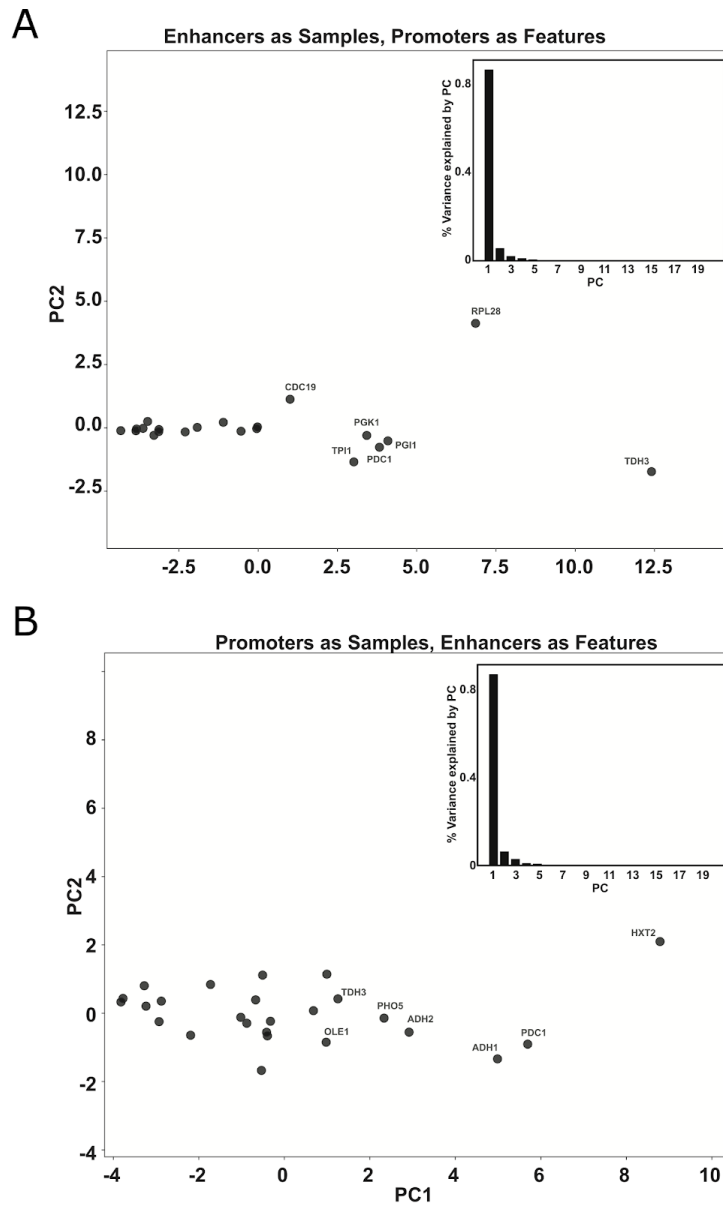 A
Enhancers as Samples, Promoters as Features
12.5
10.0
7.5
5.0
2.5
0.0
-2.5
PC2
0.8
0.4
0
% Variance explained by PC
1 3 5 7 9 11 13 15 17 19
PC
RPL28
CDC19
PGK1
PGI1
TPI1
PDC1
TDH3
-2.5 0.0 2.5 5.0 7.5 10.0 12.5
B
Promoters as Samples, Enhancers as Features
8
6
4
2
0
-2
-4
PC2
0.8
0.4
0
% Variance explained by PC
1 3 5 7 9 11 13 15 17 19
PC
HXT2
TDH3
PHO5
ADH2
OLE1
ADH1
PDC1
-4 -2 0 2 4 6 8 10
PC1